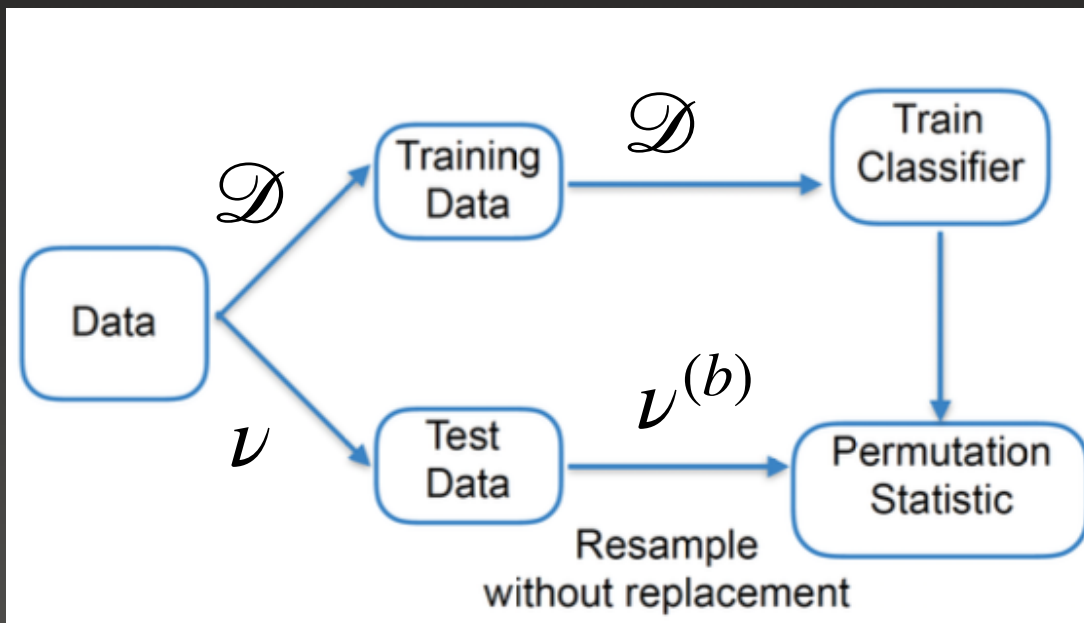 𝒟
Training
Data
𝒟
Train
Classifier
Data
ν
Test
Data
ν⁽ᵇ⁾
Permutation
Statistic
Resample
without replacement